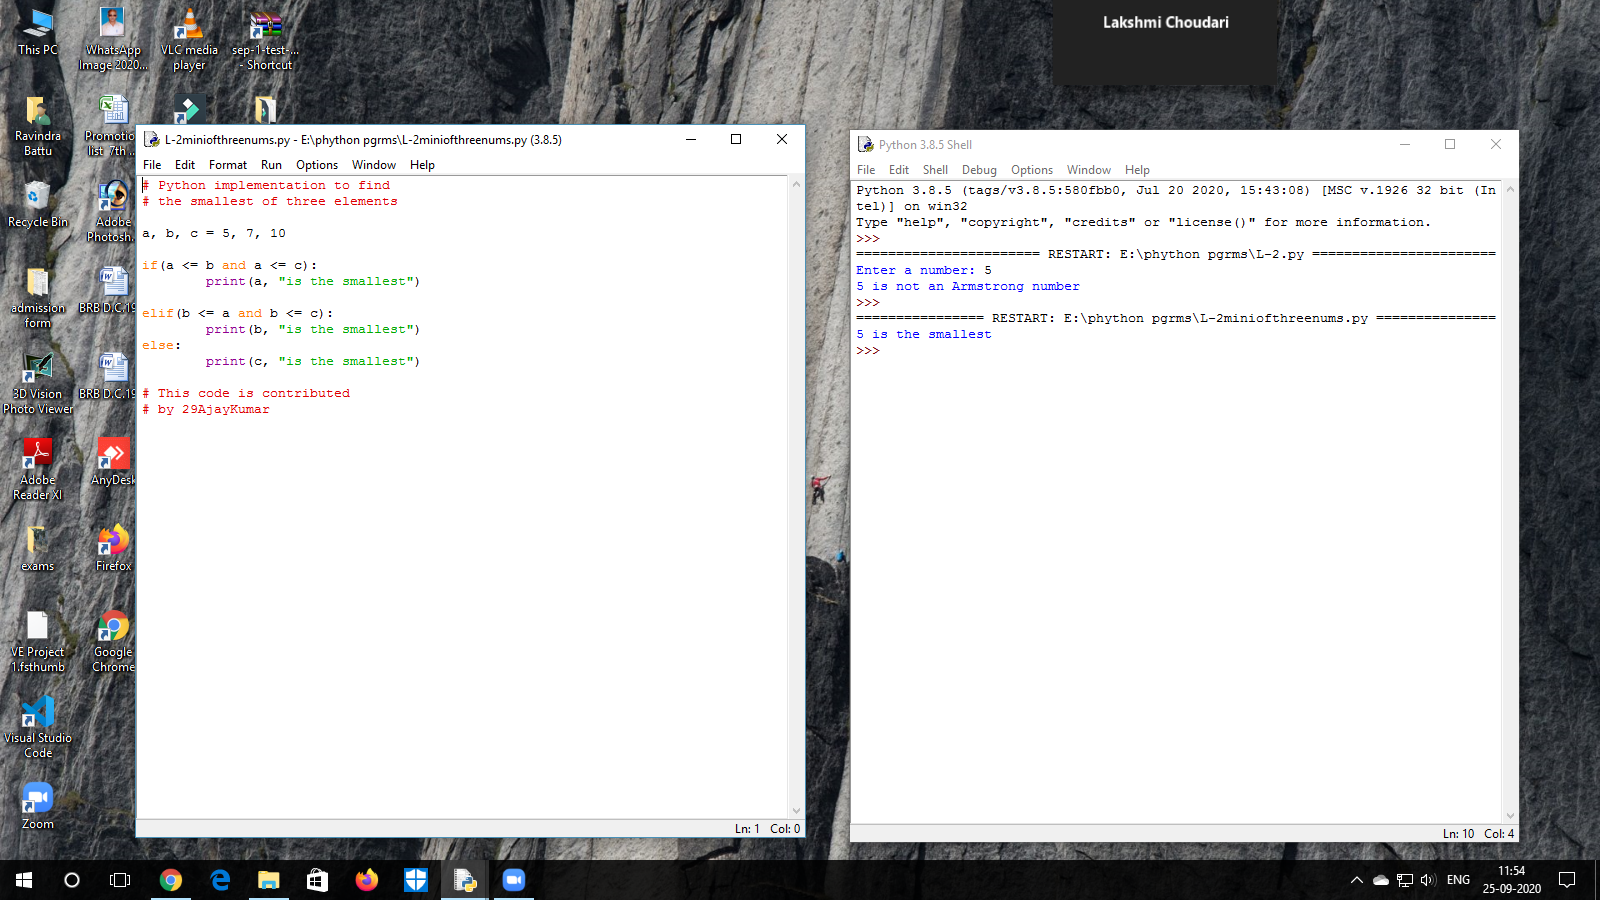 This PC
WhatsApp
Image 2020...
VLC media
player
sep-1-test-...
- Shortcut
Lakshmi Choudari
Ravindra
Battu
Promotio
list 7th ...
Recycle Bin
Adobe
Photosh...
admission
form
BRB D.C.19
3D Vision
Photo Viewer
BRB D.C.19
Adobe
Reader XI
AnyDesk
exams
Firefox
VE Project
1.fsthumb
Google
Chrome
Visual Studio
Code
Zoom
L-2miniofthreenums.py - E:\phython pgrms\L-2miniofthreenums.py (3.8.5)
File Edit Format Run Options Window Help
# Python implementation to find
# the smallest of three elements
a, b, c = 5, 7, 10
if(a <= b and a <= c):
print(a, "is the smallest")
elif(b <= a and b <= c):
print(b, "is the smallest")
else:
print(c, "is the smallest")
# This code is contributed
# by 29AjayKumar
Ln: 1 Col: 0
Python 3.8.5 Shell
File Edit Shell Debug Options Window Help
Python 3.8.5 (tags/v3.8.5:580fbb0, Jul 20 2020, 15:43:08) [MSC v.1926 32 bit (In
tel)] on win32
Type "help", "copyright", "credits" or "license()" for more information.
>>>
======================= RESTART: E:\phython pgrms\L-2.py =======================
Enter a number: 5
5 is not an Armstrong number
>>>
================ RESTART: E:\phython pgrms\L-2miniofthreenums.py ===============
5 is the smallest
>>>
Ln: 10 Col: 4
ENG
11:54
25-09-2020